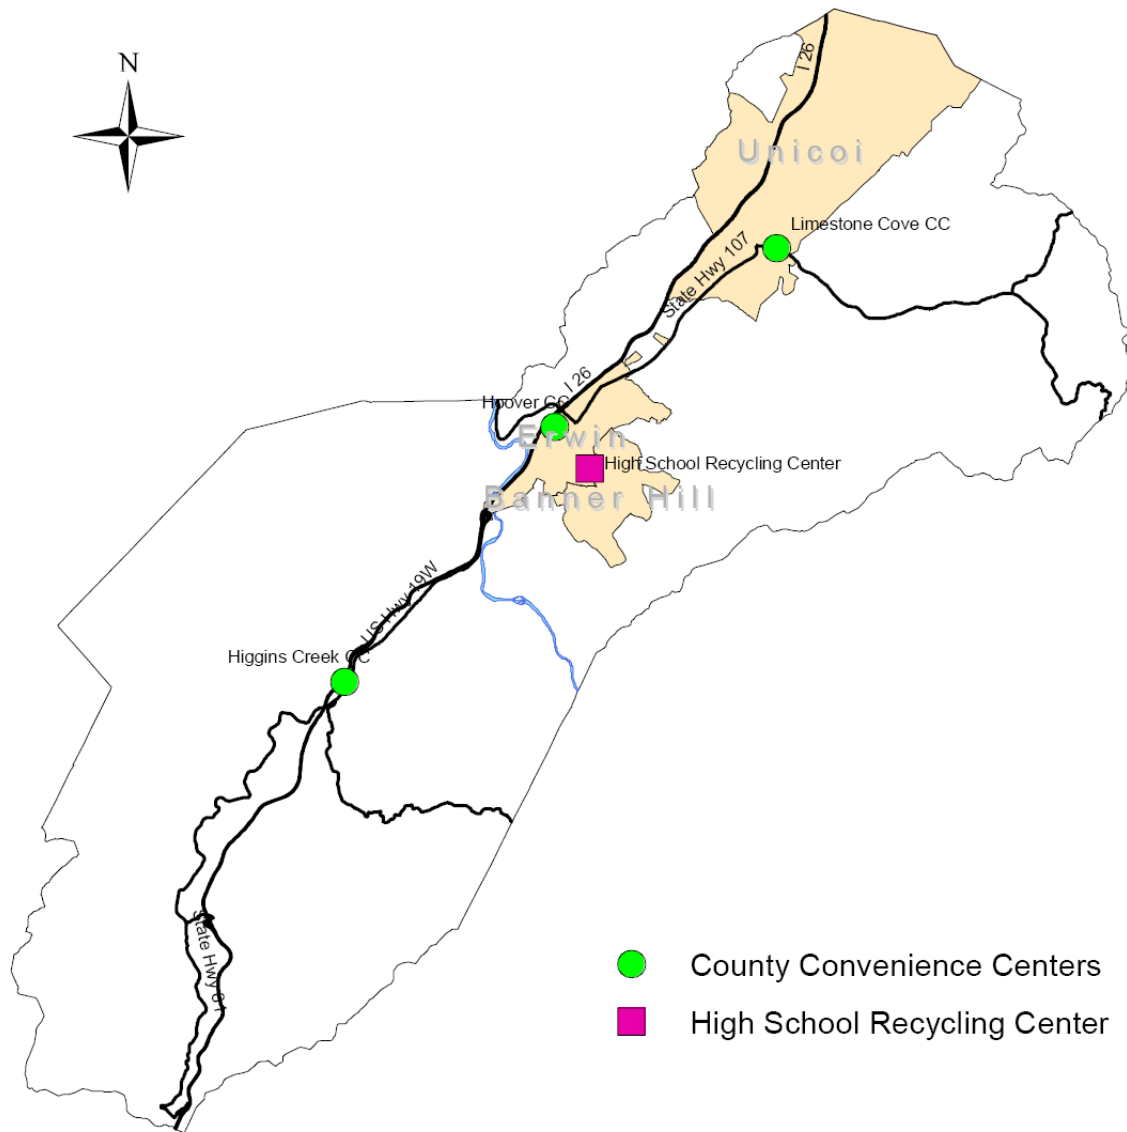 N
I 26
Unicoi
Limestone Cove CC
State Hwy 107
I 26
Hoover CC
Erwin
High School Recycling Center
Banner Hill
US Hwy 19W
Higgins Creek CC
State Hwy 81
County Convenience Centers
High School Recycling Center